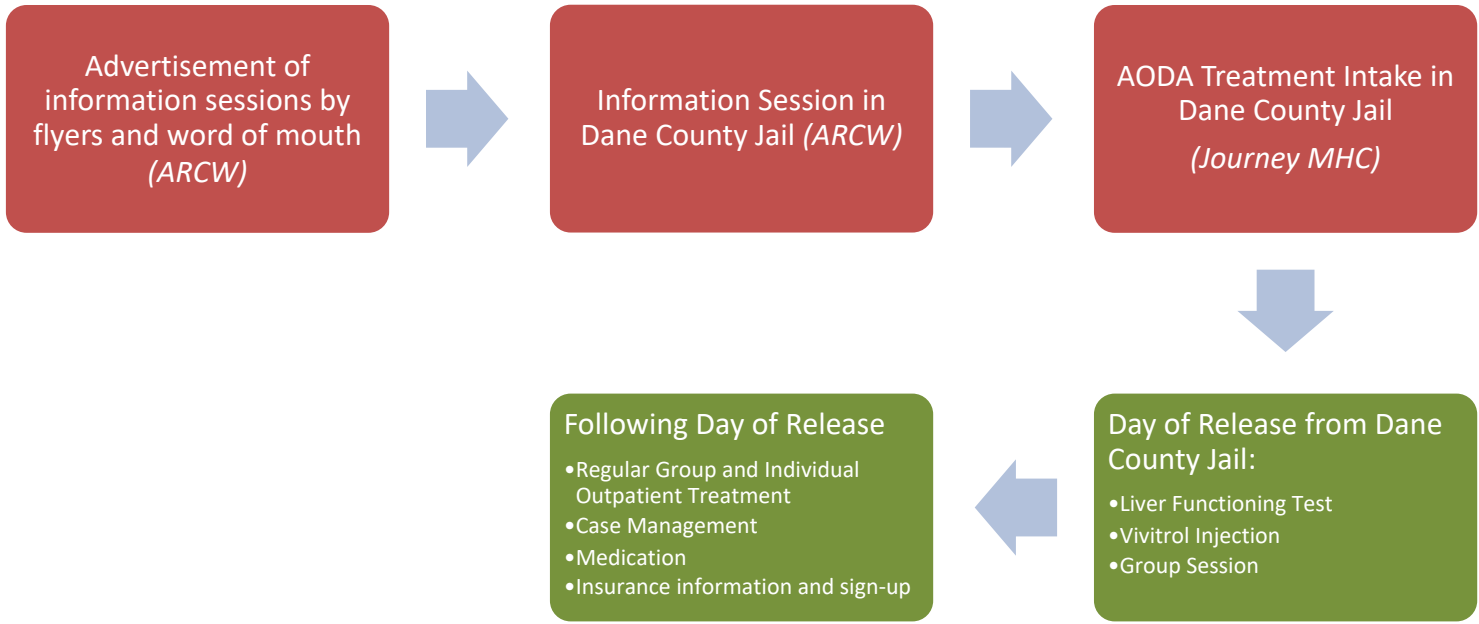 Advertisement of
information sessions by
flyers and word of mouth
(ARCW)
Information Session in
Dane County Jail (ARCW)
AODA Treatment Intake in
Dane County Jail
(Journey MHC)
Day of Release from Dane
County Jail:
•Liver Functioning Test
•Vivitrol Injection
•Group Session
Following Day of Release
•Regular Group and Individual
Outpatient Treatment
•Case Management
•Medication
•Insurance information and sign-up